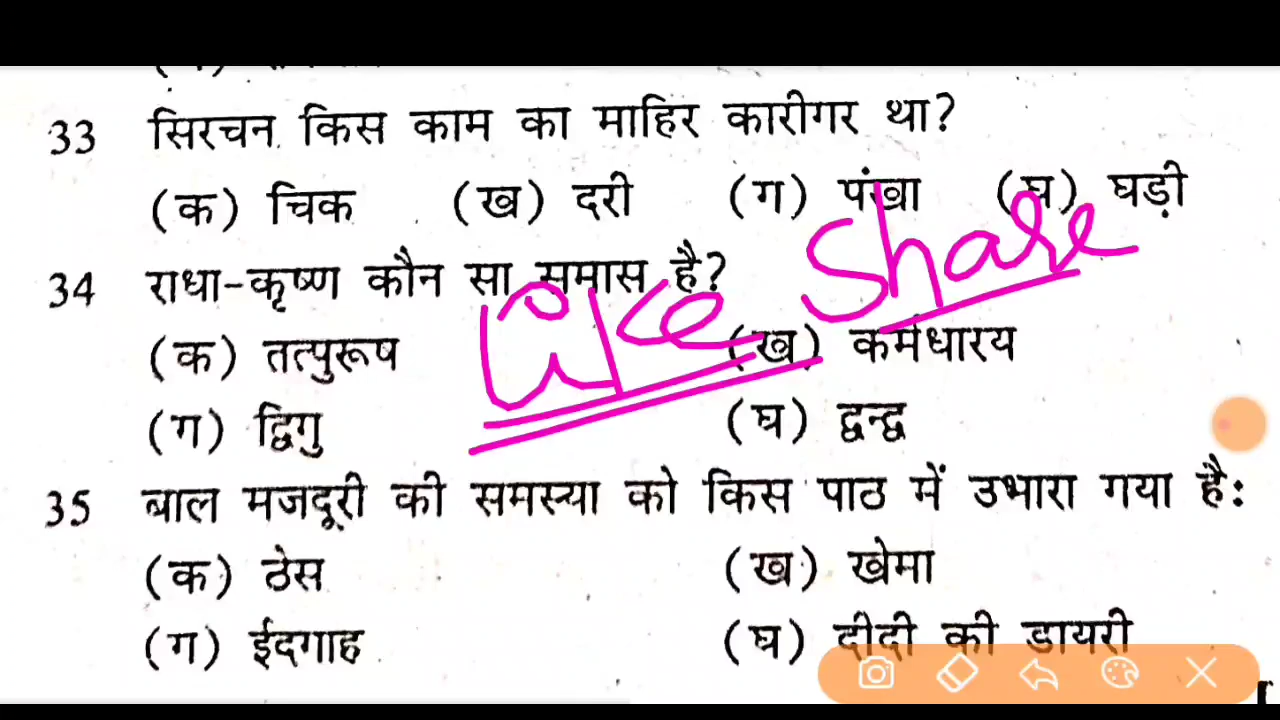 33 सिरचन किस काम का माहिर कारीगर था?
(क) चिक (ख) दरी (ग) पंखा (घ) घड़ी
Share
34 राधा-कृष्ण कौन सा समास है?
Like
(क) तत्पुरूष (ख) कर्मधारय
(ग) द्विगु (घ) द्वन्द्व
35 बाल मजदूरी की समस्या को किस पाठ में उभारा गया है:
(क) ठेस (ख) खेमा
(ग) ईदगाह (घ) दीदी की डायरी